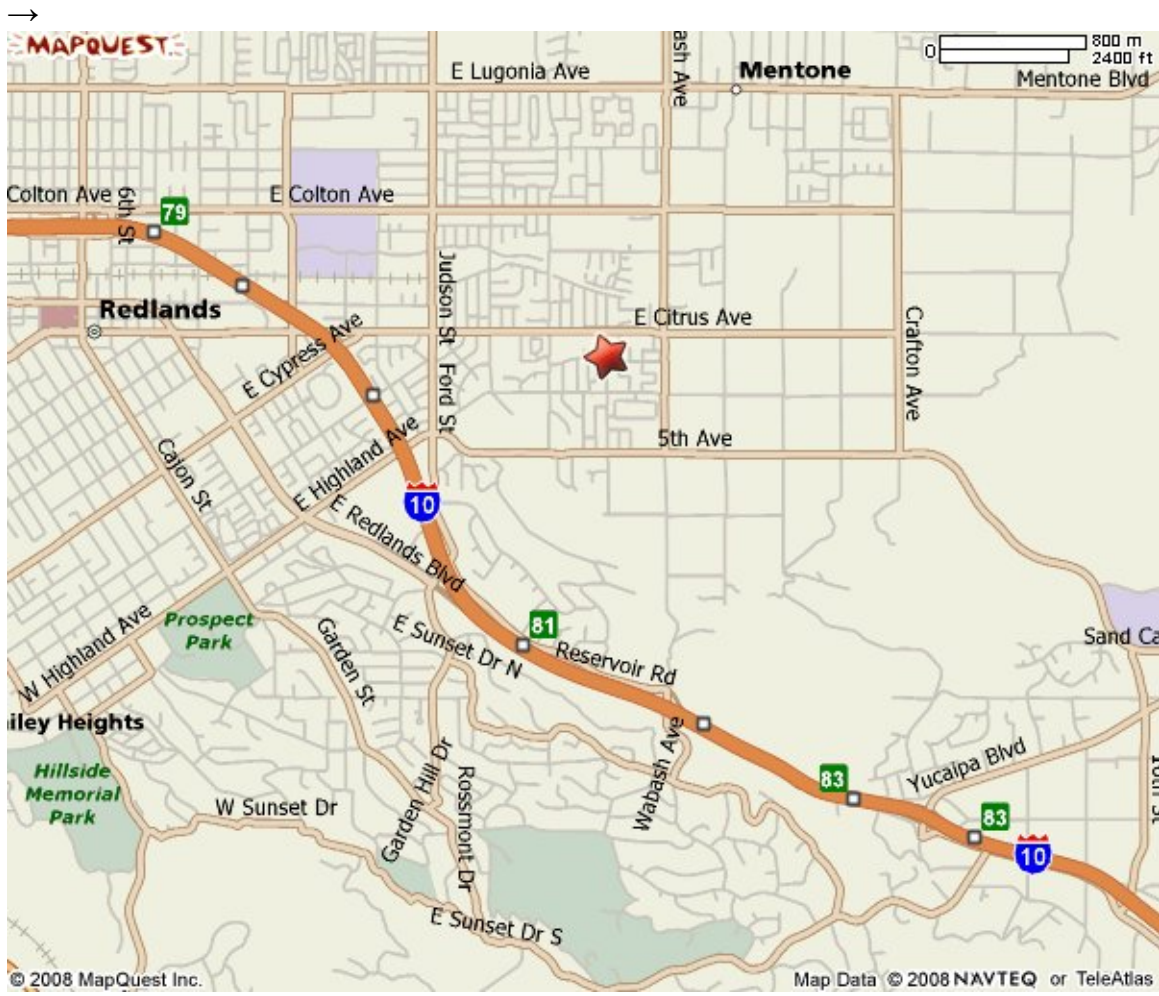 →
MAPQUEST.
0 800 m
2400 ft
E Lugonia Ave
ash Ave
Mentone
Mentone Blvd
Colton Ave
6th St
79
E Colton Ave
Judson St
Redlands
E Citrus Ave
Crafton Ave
E Cypress Ave
Ford St
5th Ave
Cajon St
E Highland Ave
10
E Redlands Blvd
Prospect
Park
W Highland Ave
Garden St
E Sunset Dr N
81
Reservoir Rd
Sand Ca
iley Heights
Hillside
Memorial
Park
W Sunset Dr
Garden Hill Dr
Rossmont Dr
Wabash Ave
83
Yucaipa Blvd
83
10
E Sunset Dr S
© 2008 MapQuest Inc.
Map Data © 2008 NAVTEQ or TeleAtlas